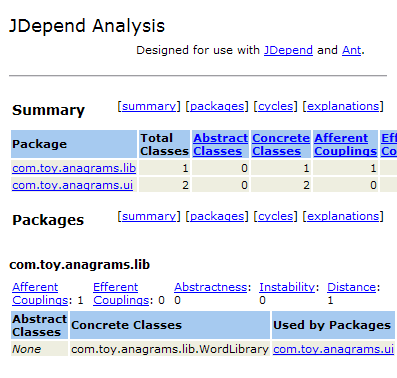 JDepend Analysis
Designed for use with JDepend and Ant.
Summary [summary] [packages] [cycles] [explanations]
Package Total Classes Abstract Classes Concrete Classes Afferent Couplings
com.toy.anagrams.lib 1 0 1 1
com.toy.anagrams.ui 2 0 2 0
Packages [summary] [packages] [cycles] [explanations]
com.toy.anagrams.lib
Afferent Couplings: 1 Efferent Couplings: 0 Abstractness: 0 Instability: 0 Distance: 1
Abstract Classes Concrete Classes Used by Packages
None com.toy.anagrams.lib.WordLibrary com.toy.anagrams.ui